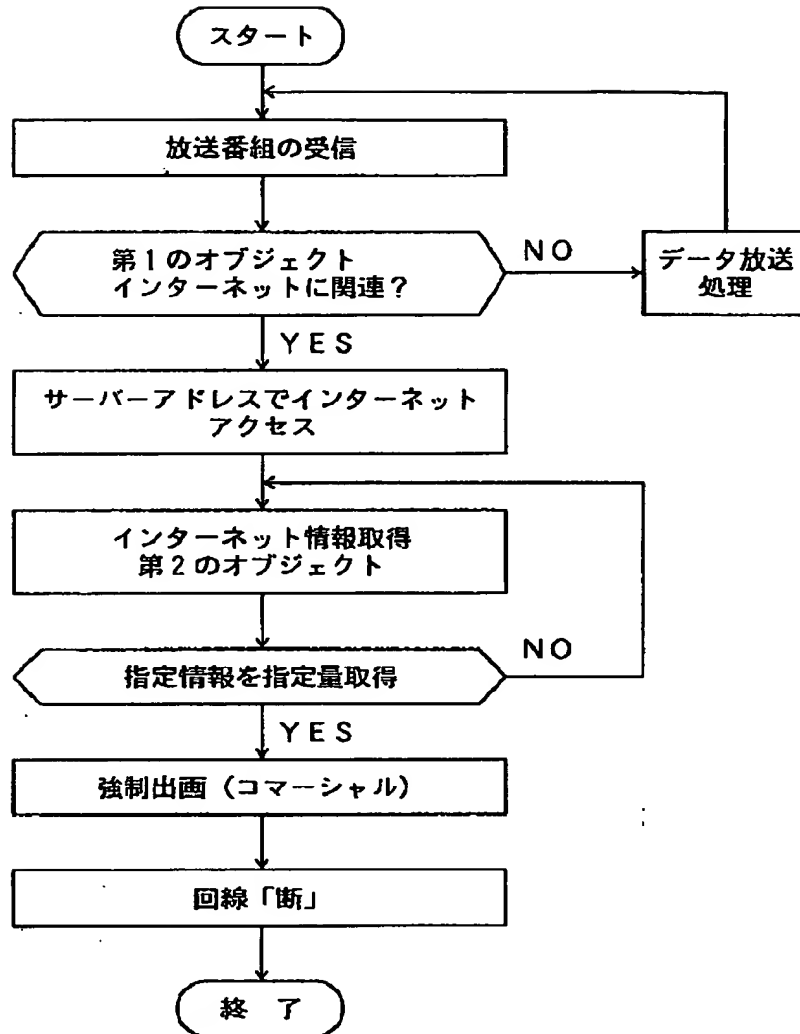 スタート
放送番組の受信
第1のオブジェクト
インターネットに関連？
NO
データ放送
処理
YES
サーバーアドレスでインターネット
アクセス
インターネット情報取得
第2のオブジェクト
指定情報を指定量取得
NO
YES
強制出画（コマーシャル）
回線「断」
終 了